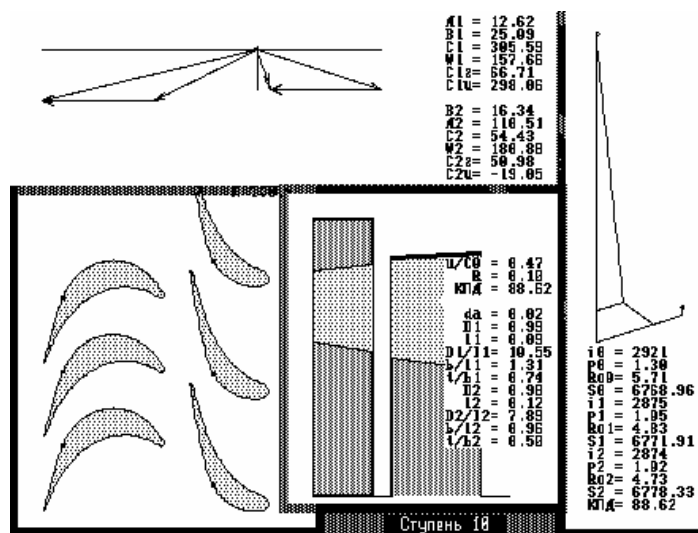 A1 = 12.62
B1 = 25.09
C1 = 305.59
W1 = 157.66
C1z= 66.71
C1u= 298.06
B2 = 16.34
A2 = 110.51
C2 = 54.43
W2 = 180.88
C2z= 50.98
C2u= -19.05
u/C0 = 0.47
R = 0.10
КПД = 88.62
da = 0.02
D1 = 0.99
l1 = 0.09
D1/l1= 10.55
b/l1 = 1.31
t/b1 = 0.74
D2 = 0.98
l2 = 0.12
D2/l2= 7.89
b/l2 = 0.96
t/b2 = 0.58
i0 = 2921
p0 = 1.30
Ro0= 5.71
S0 = 6768.96
i1 = 2875
p1 = 1.05
Ro1= 4.83
S1 = 6771.91
i2 = 2874
p2 = 1.02
Ro2= 4.73
S2 = 6778.33
КПД= 88.62
Ступень 10